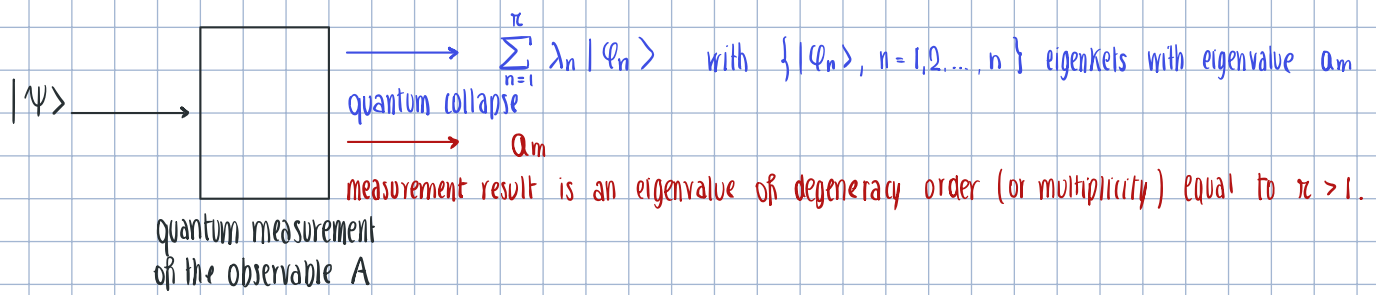 r
∑ λn |φn⟩ with { |φn⟩, n = 1,2,..., n } eigenkets with eigenvalue am
n=1
|Ψ⟩
quantum collapse
am
measurement result is an eigenvalue of degeneracy order (or multiplicity) equal to r > 1.
quantum measurement
of the observable A